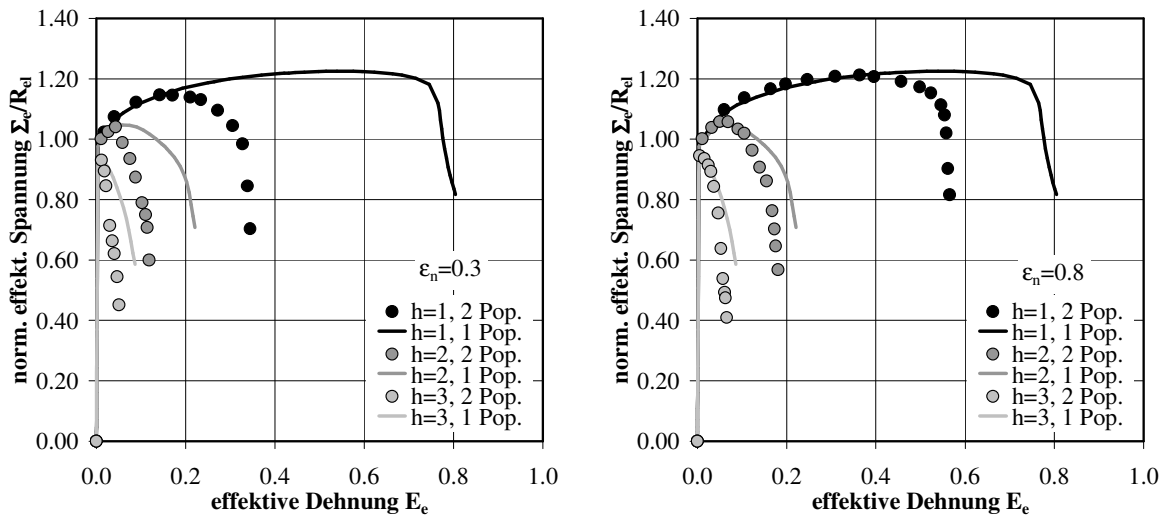 1.40
1.20
1.00
0.80
0.60
0.40
0.20
0.00
norm. effekt. Spannung Σe/Rel
εn=0.3
h=1, 2 Pop.
h=1, 1 Pop.
h=2, 2 Pop.
h=2, 1 Pop.
h=3, 2 Pop.
h=3, 1 Pop.
0.0 0.2 0.4 0.6 0.8 1.0
effektive Dehnung Ee
1.40
1.20
1.00
0.80
0.60
0.40
0.20
0.00
norm. effekt. Spannung Σe/Rel
εn=0.8
h=1, 2 Pop.
h=1, 1 Pop.
h=2, 2 Pop.
h=2, 1 Pop.
h=3, 2 Pop.
h=3, 1 Pop.
0.0 0.2 0.4 0.6 0.8 1.0
effektive Dehnung Ee